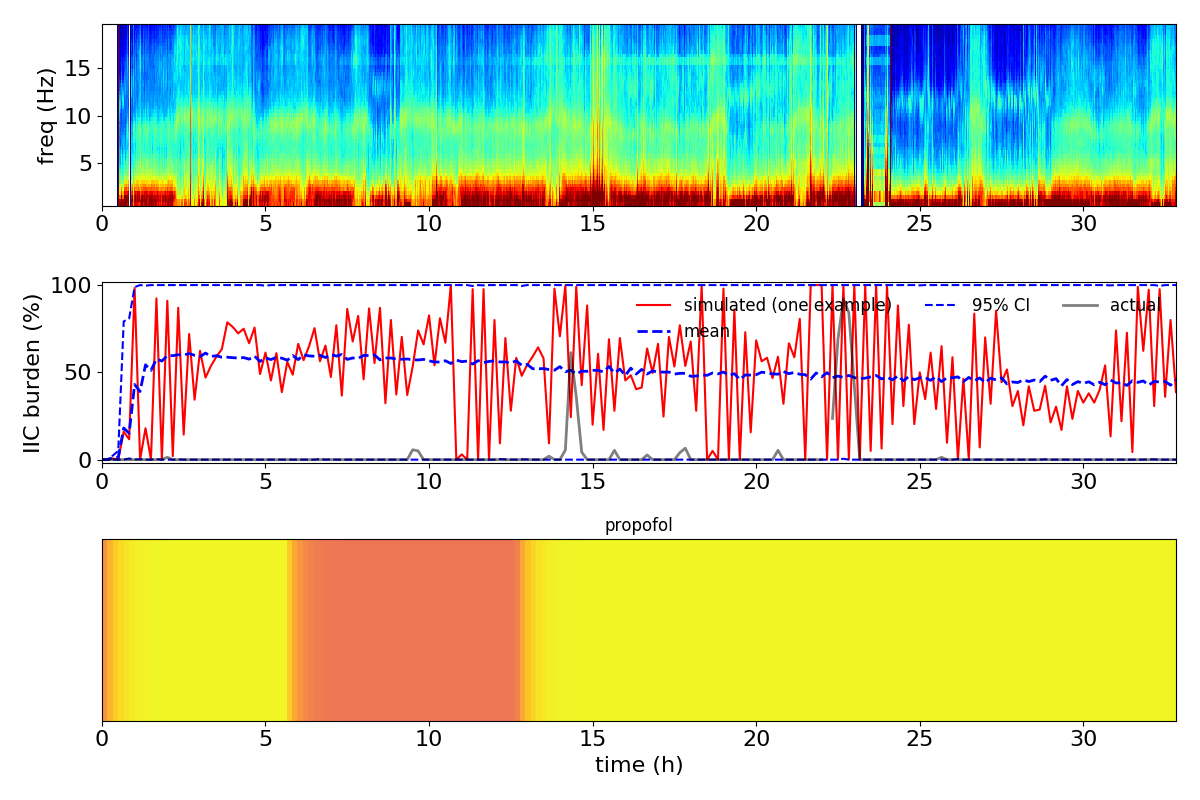 freq (Hz)
15
10
5
0 5 10 15 20 25 30
IIC burden (%)
100
50
0
simulated (one example)
mean
95% CI
actual
0 5 10 15 20 25 30
propofol
0 5 10 15 20 25 30
time (h)